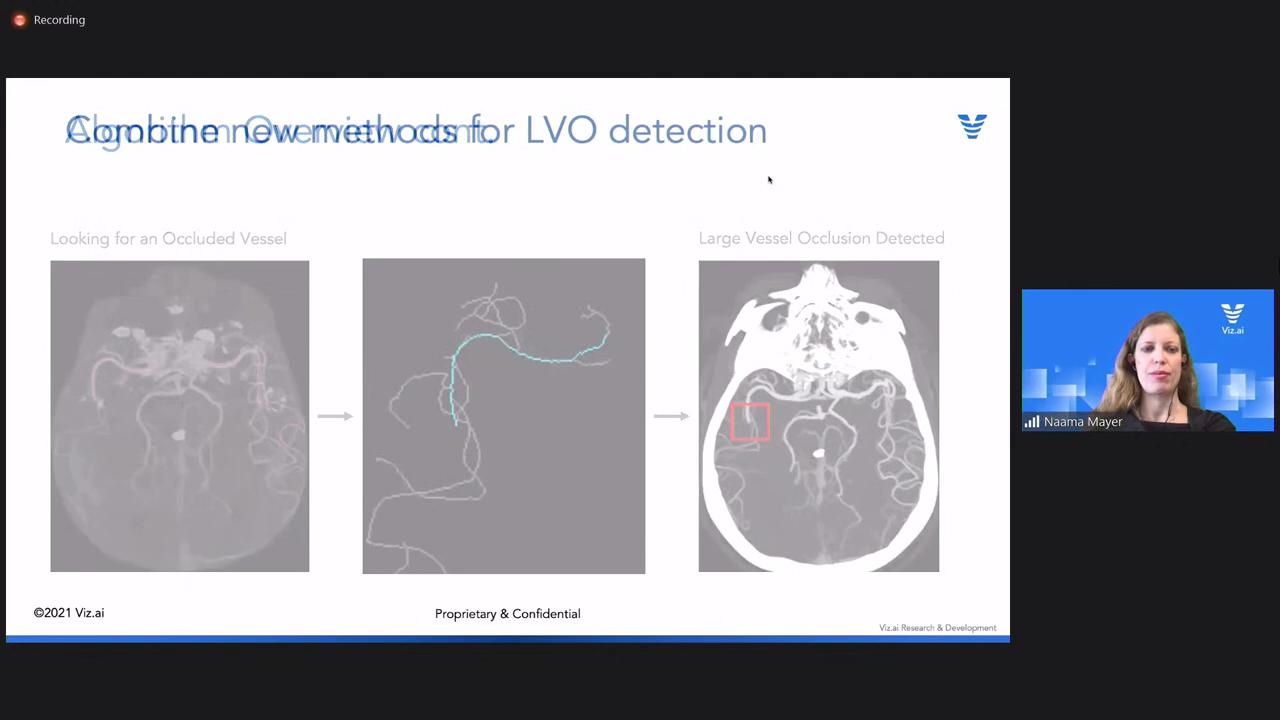 Recording
Combine new methods for LVO detection
Algorithm Overview cont.
Looking for an Occluded Vessel
Large Vessel Occlusion Detected
Viz.ai
Naama Mayer
©2021 Viz.ai
Proprietary & Confidential
Viz.ai Research & Development